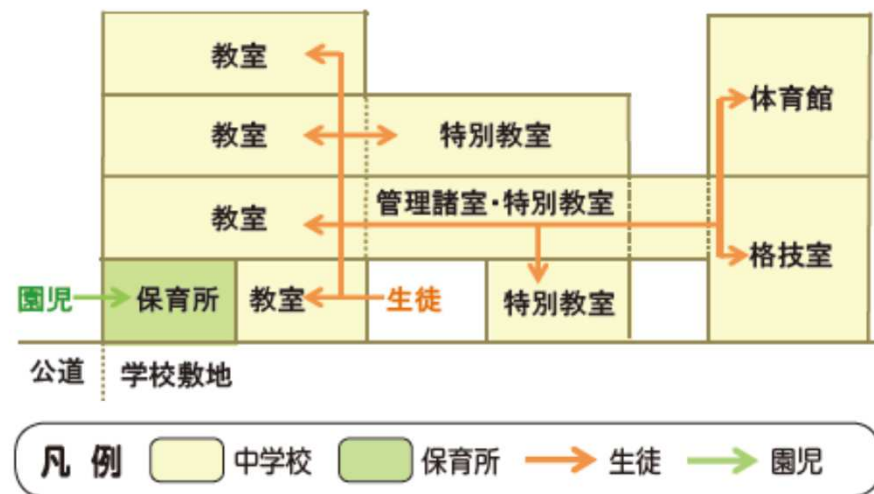 教室
教室 特別教室 体育館
教室 管理諸室・特別教室
格技室
園児 保育所 教室 生徒 特別教室
公道 学校敷地
凡例 中学校 保育所 生徒 園児